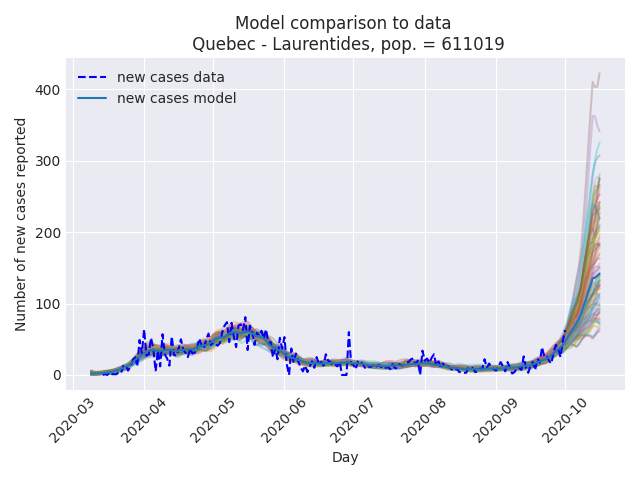 Model comparison to data
Quebec - Laurentides, pop. = 611019
new cases data
new cases model
Number of new cases reported
400
300
200
100
0
2020-03
2020-04
2020-05
2020-06
2020-07
2020-08
2020-09
2020-10
Day